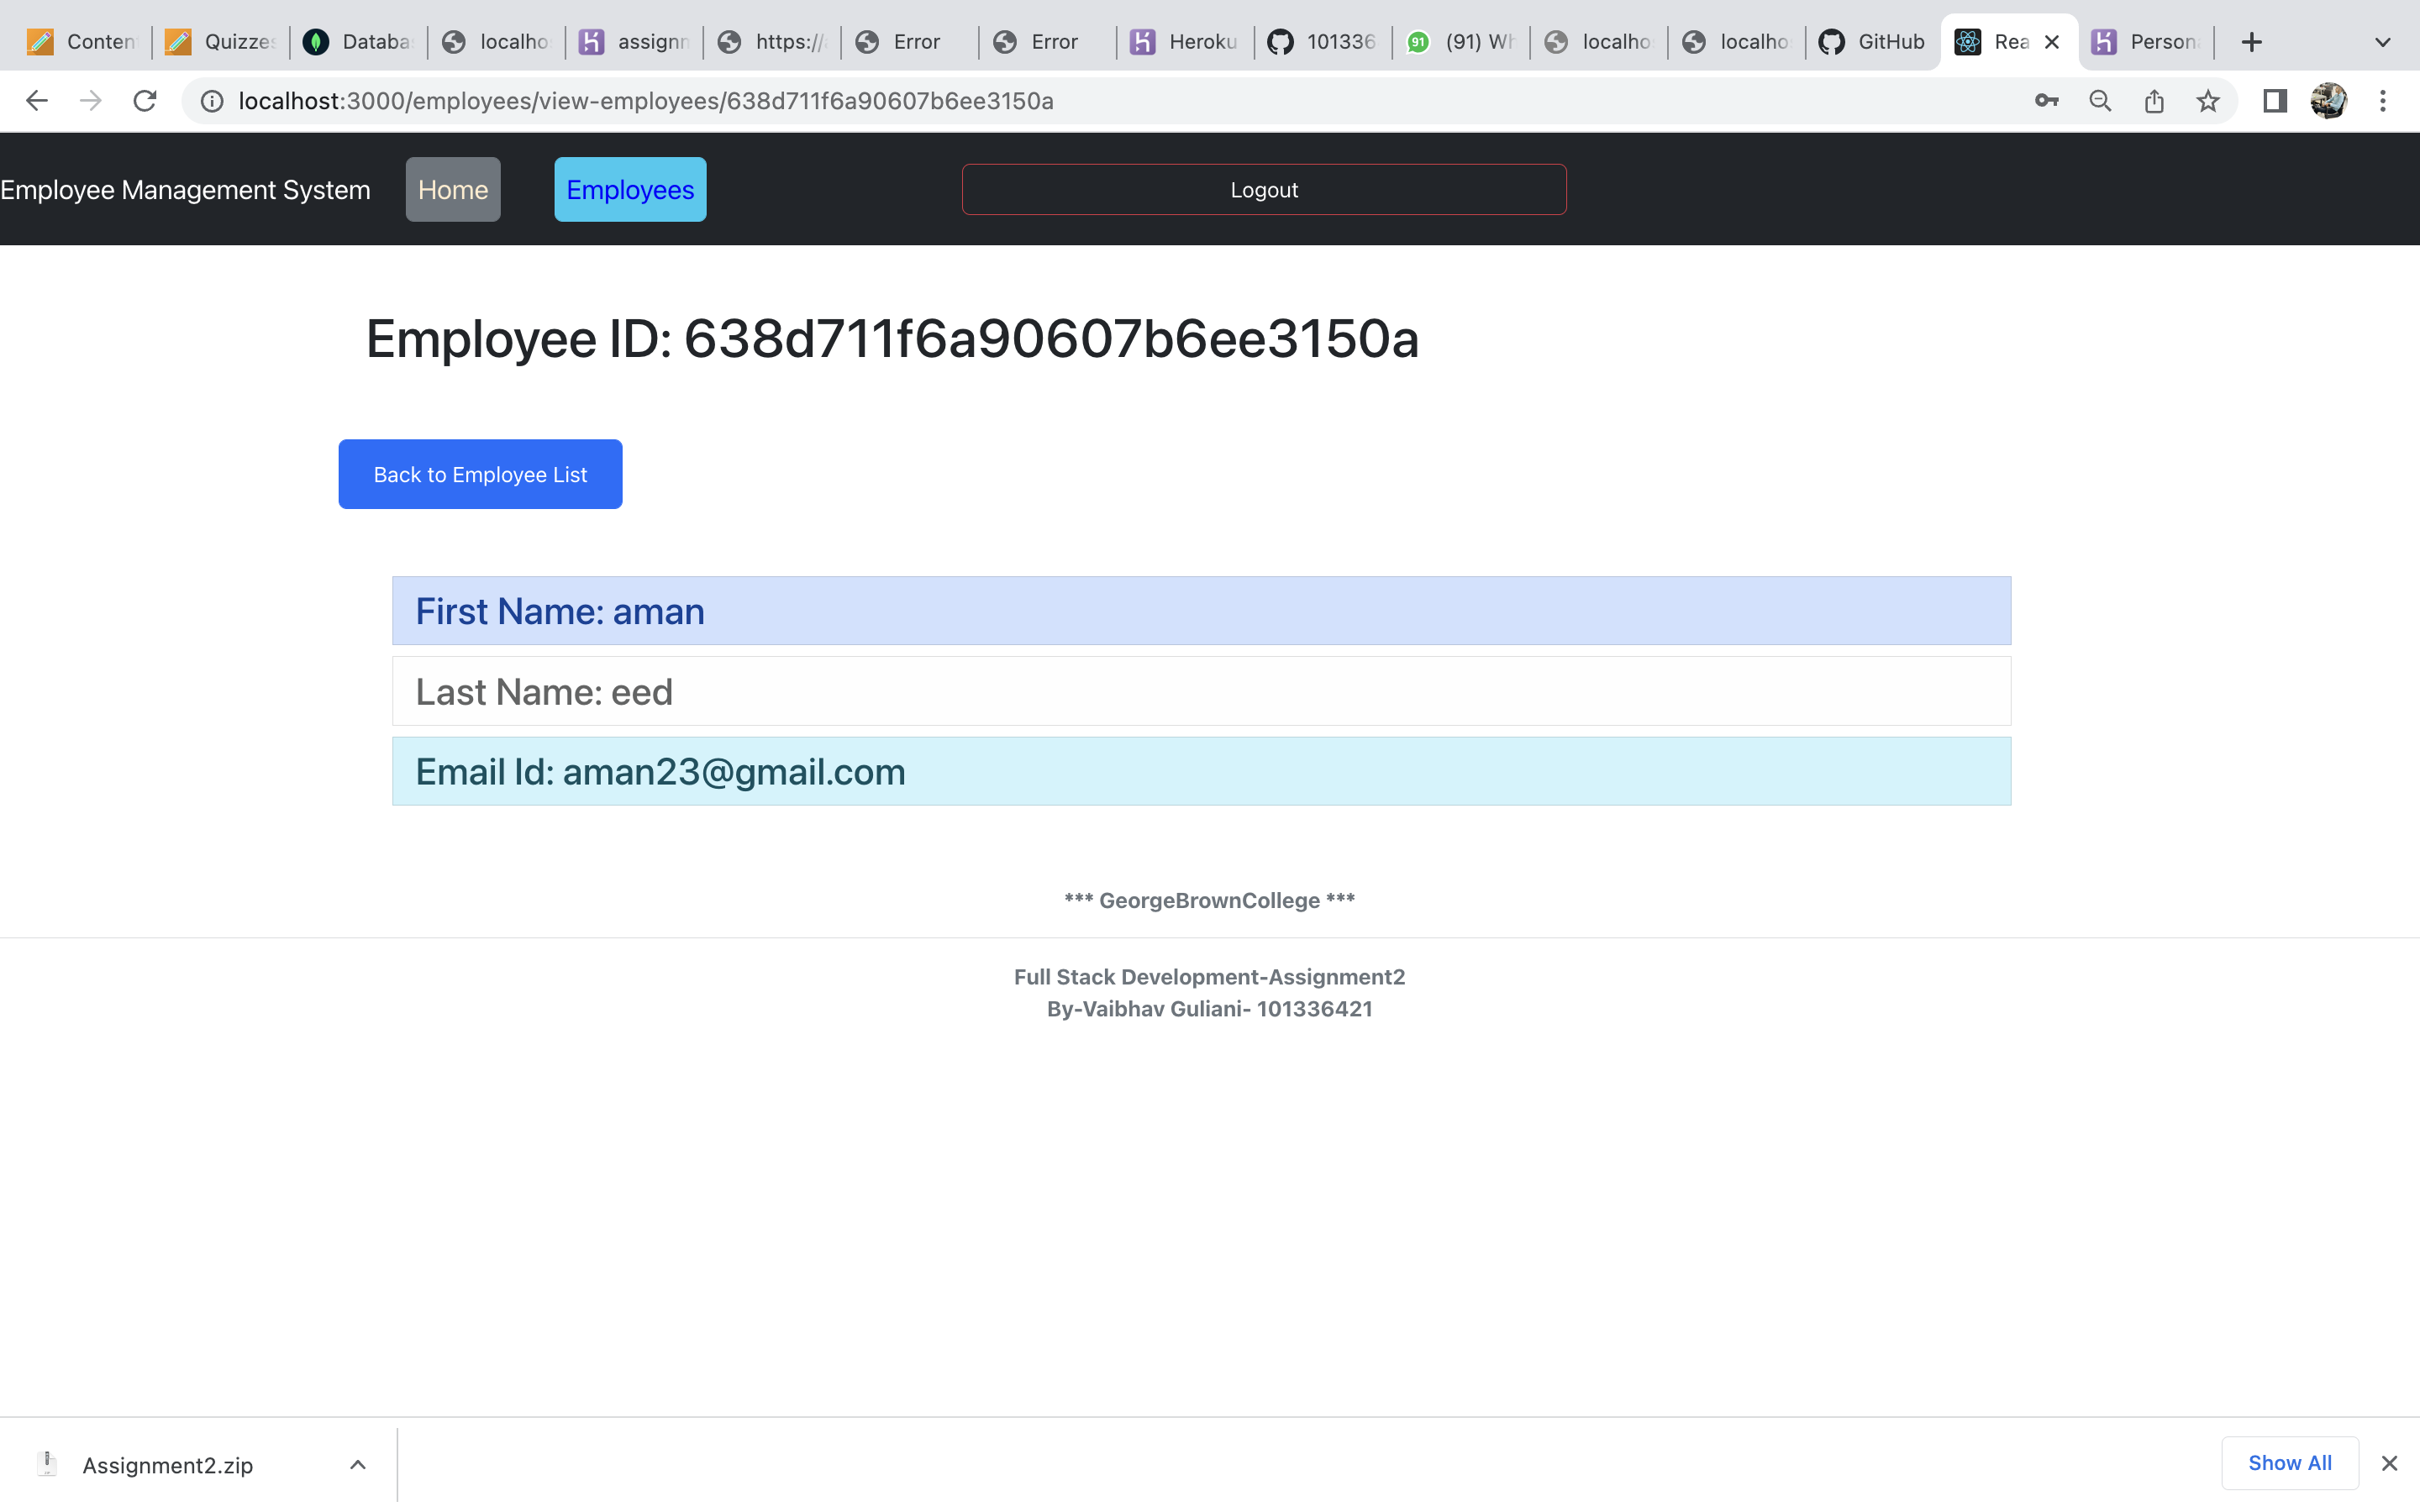 Conten
Quizzes
Databa
localho
assignm
https://
Error
Error
Heroku
101336
91
(91) Wh
localho
localho
GitHub
Rea
Person
localhost:3000/employees/view-employees/638d711f6a90607b6ee3150a
Employee Management System
Home
Employees
Logout
Employee ID: 638d711f6a90607b6ee3150a
Back to Employee List
First Name: aman
Last Name: eed
Email Id: aman23@gmail.com
*** GeorgeBrownCollege ***
Full Stack Development-Assignment2
By-Vaibhav Guliani- 101336421
Assignment2.zip
Show All